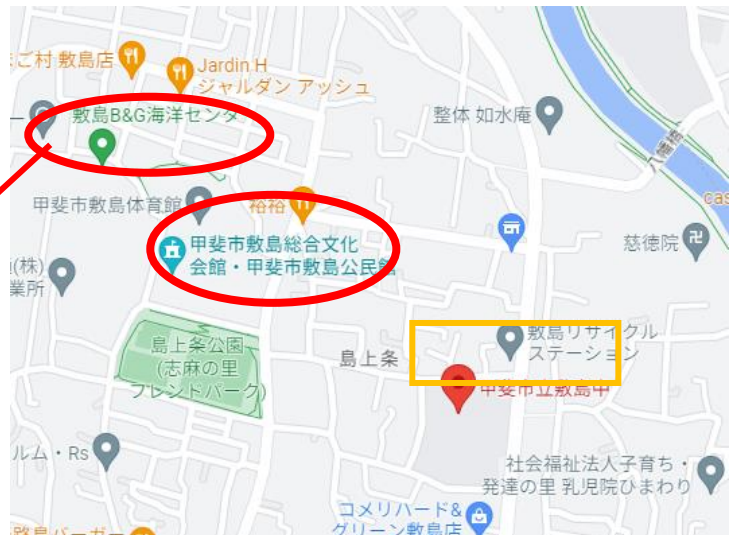 ご村 敷島店
Jardin H
ジャルダン アッシュ
敷島B&G海洋センター
整体 如水庵
八幡橋
cas
甲斐市敷島体育館
裕裕
甲斐市敷島総合文化
会館・甲斐市敷島公民館
慈徳院
(株)
業所
島上条公園
(志麻の里
フレンドパーク)
島上条
敷島リサイクル
ステーション
甲斐市立敷島中
ルム・Rs
社会福祉法人子育ち・
発達の里 乳児院ひまわり
コメリハード&
グリーン敷島店
路島バーガー